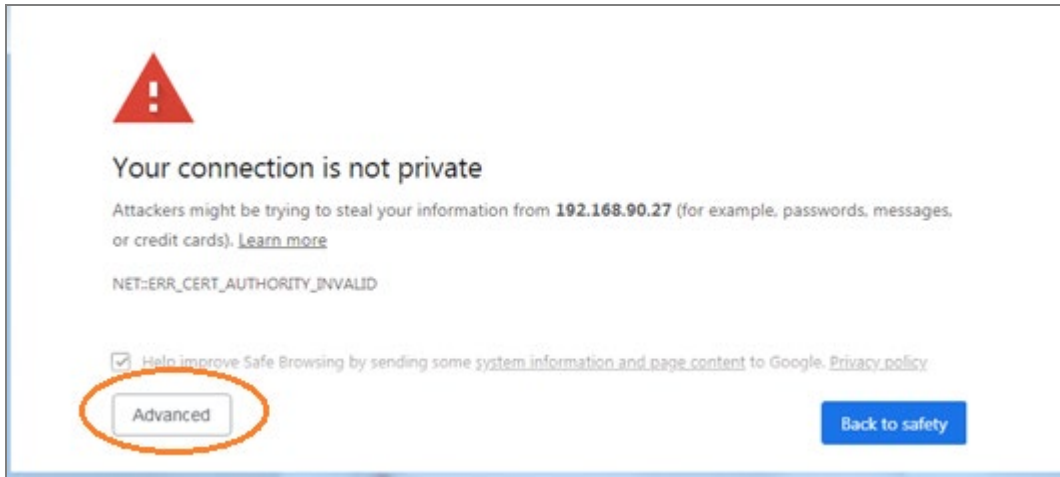 Your connection is not private
Attackers might be trying to steal your information from 192.168.90.27 (for example, passwords, messages,
or credit cards). Learn more
NET::ERR_CERT_AUTHORITY_INVALID
Help improve Safe Browsing by sending some system information and page content to Google. Privacy policy
Advanced
Back to safety